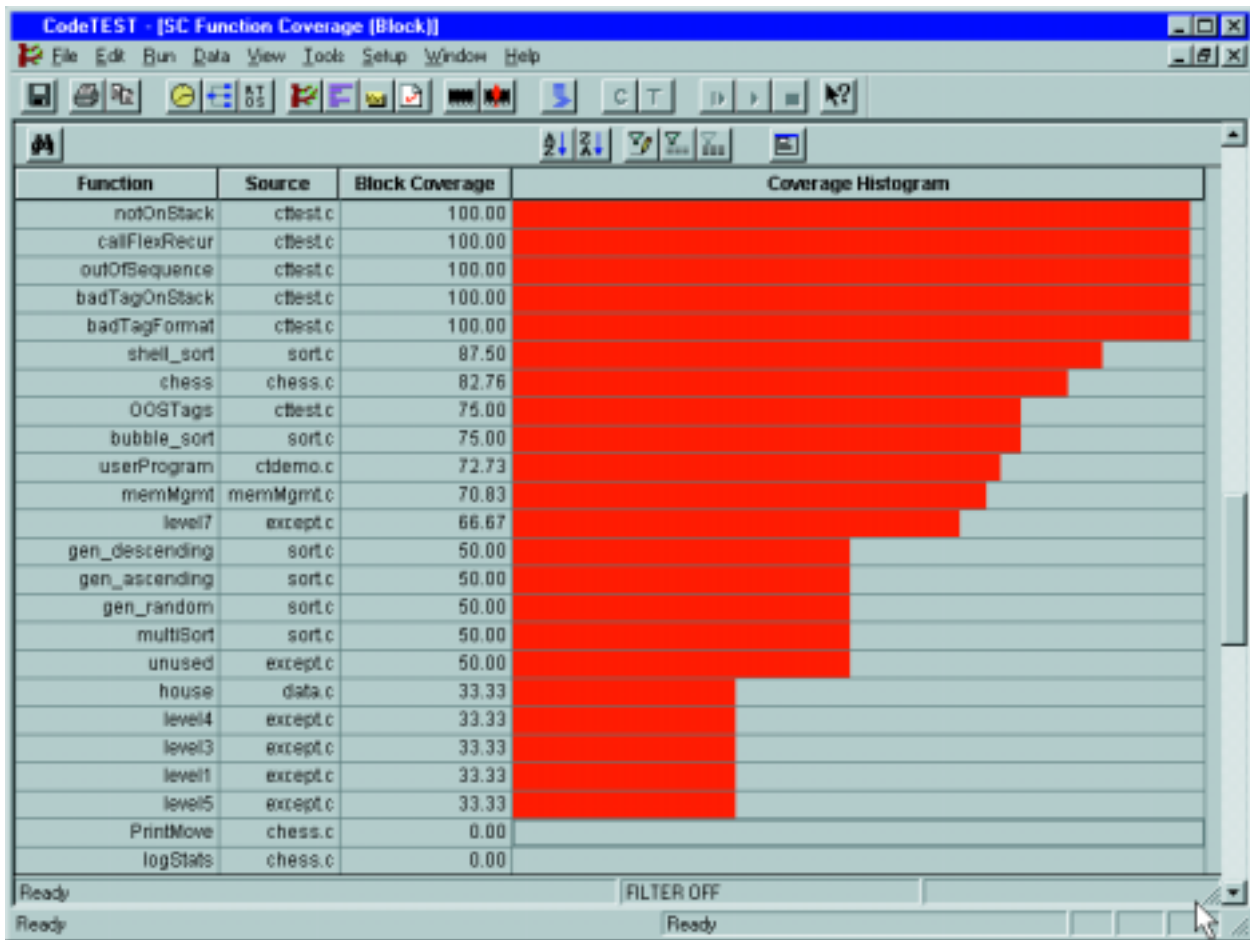 CodeTEST - [SC Function Coverage (Block)]
File Edit Run Data View Tools Setup Window Help
C T
Function Source Block Coverage Coverage Histogram
notOnStack cttest.c 100.00
callFlexRecur cttest.c 100.00
outOfSequence cttest.c 100.00
badTagOnStack cttest.c 100.00
badTagFormat cttest.c 100.00
shell_sort sort.c 87.50
chess chess.c 82.76
OOSTags cttest.c 75.00
bubble_sort sort.c 75.00
userProgram ctdemo.c 72.73
memMgmt memMgmt.c 70.83
level7 except.c 66.67
gen_descending sort.c 50.00
gen_ascending sort.c 50.00
gen_random sort.c 50.00
multiSort sort.c 50.00
unused except.c 50.00
house data.c 33.33
level4 except.c 33.33
level3 except.c 33.33
level1 except.c 33.33
level5 except.c 33.33
PrintMove chess.c 0.00
logStats chess.c 0.00
Ready FILTER OFF
Ready Ready